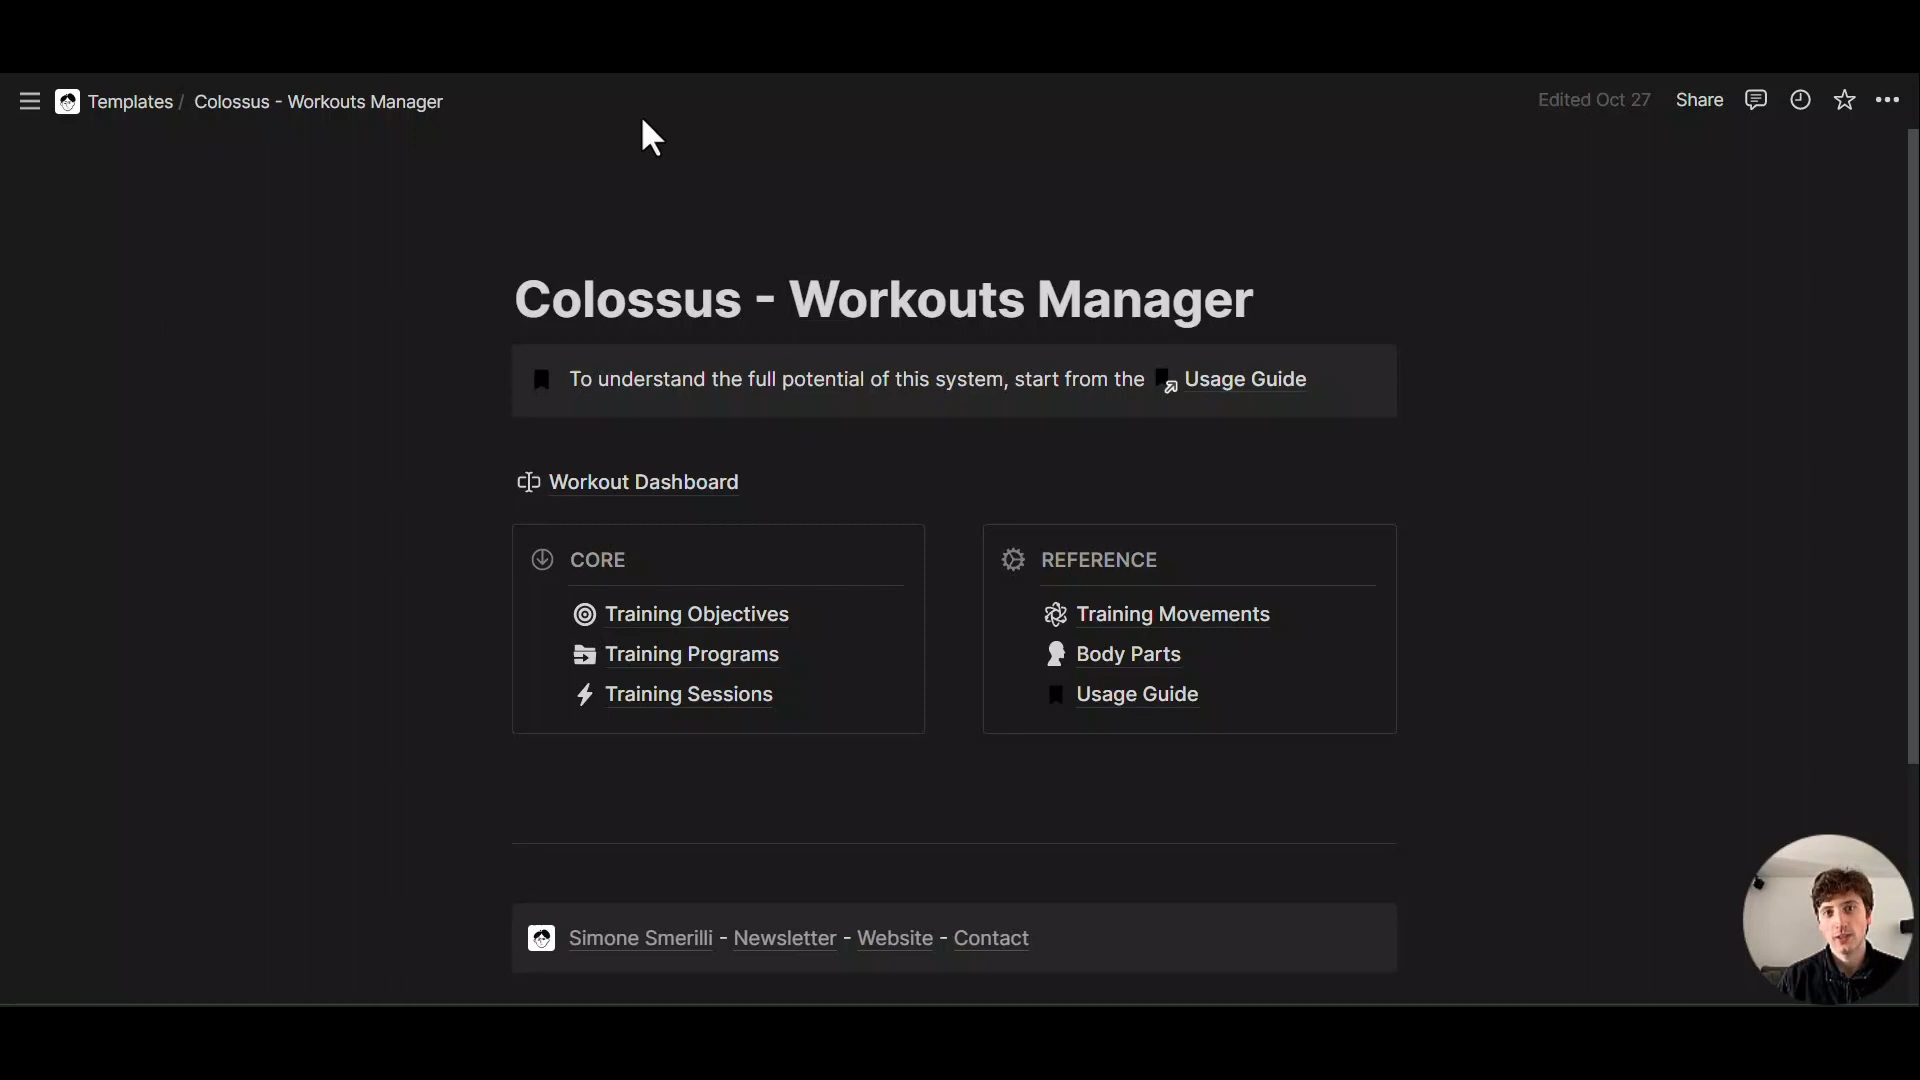 Templates / Colossus - Workouts Manager
Edited Oct 27 Share
Colossus - Workouts Manager
To understand the full potential of this system, start from the Usage Guide
Workout Dashboard
CORE
Training Objectives
Training Programs
Training Sessions
REFERENCE
Training Movements
Body Parts
Usage Guide
Simone Smerilli - Newsletter - Website - Contact